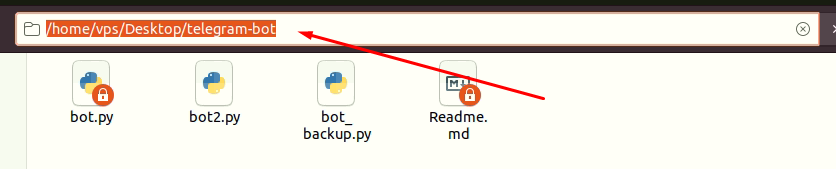 /home/vps/Desktop/telegram-bot
bot.py
bot2.py
bot_
backup.py
Readme.
md